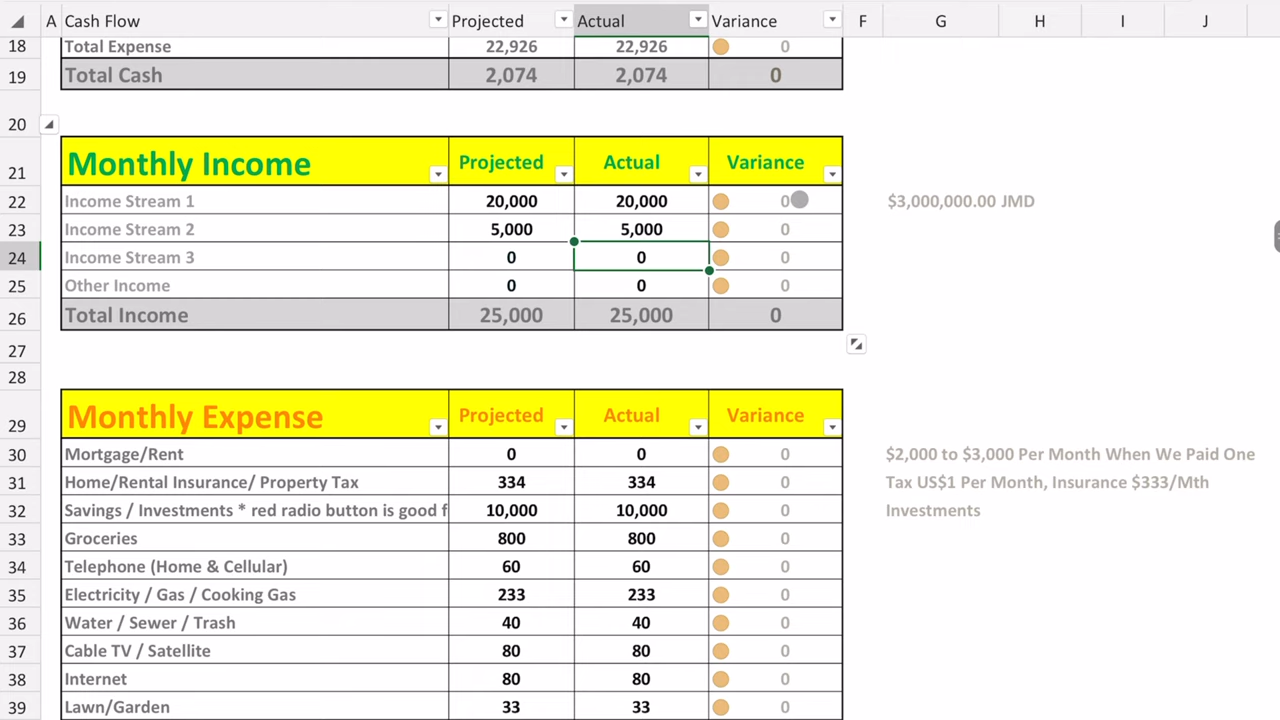 A Cash Flow Projected Actual Variance F G H I J
18 Total Expense 22,926 22,926 0
19 Total Cash 2,074 2,074 0
20
21 Monthly Income Projected Actual Variance
22 Income Stream 1 20,000 20,000 0 $3,000,000.00 JMD
23 Income Stream 2 5,000 5,000 0
24 Income Stream 3 0 0 0
25 Other Income 0 0 0
26 Total Income 25,000 25,000 0
27
28
29 Monthly Expense Projected Actual Variance
30 Mortgage/Rent 0 0 0 $2,000 to $3,000 Per Month When We Paid One
31 Home/Rental Insurance/ Property Tax 334 334 0 Tax US$1 Per Month, Insurance $333/Mth
32 Savings / Investments * red radio button is good f 10,000 10,000 0 Investments
33 Groceries 800 800 0
34 Telephone (Home & Cellular) 60 60 0
35 Electricity / Gas / Cooking Gas 233 233 0
36 Water / Sewer / Trash 40 40 0
37 Cable TV / Satellite 80 80 0
38 Internet 80 80 0
39 Lawn/Garden 33 33 0